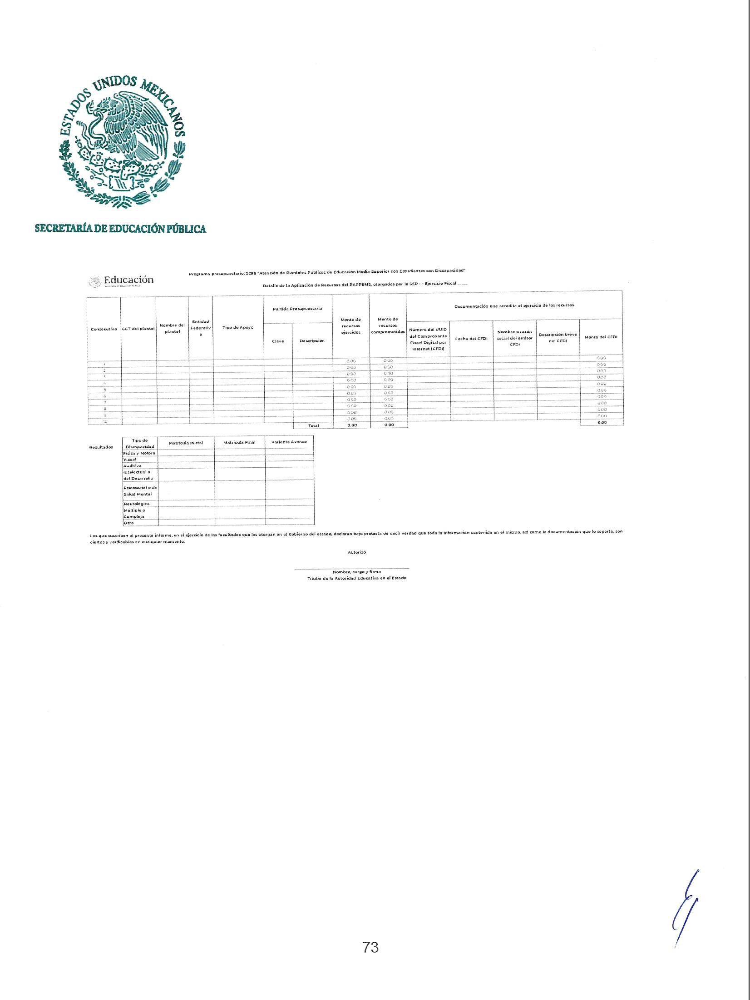 ESTADOS UNIDOS MEXICANOS
SECRETARÍA DE EDUCACIÓN PÚBLICA
Educación
Secretaría de Educación Pública
Programa presupuestario: S298 "Atención de Planteles Públicos de Educación Media Superior con Estudiantes con Discapacidad"
Detalle de la Aplicación de Recursos del PAPPEMS, otorgados por la SEP - - Ejercicio Fiscal ____
Consecutivo
CCT del plantel
Nombre del
plantel
Entidad
Federativ
a
Tipo de Apoyo
Partida Presupuestaria
Clave
Descripción
Monto de
recursos
ejercidos
Monto de
recursos
comprometidos
Documentación que acredita el ejercicio de los recursos
Número del UUID
del Comprobante
Fiscal Digital por
Internet (CFDI)
Fecha del CFDI
Nombre o razón
social del emisor
CFDI
Descripción breve
del CFDI
Monto del CFDI
1 0.00 0.00 0.00
2 0.00 0.00 0.00
3 0.00 0.00 0.00
4 0.00 0.00 0.00
5 0.00 0.00 0.00
6 0.00 0.00 0.00
7 0.00 0.00 0.00
8 0.00 0.00 0.00
9 0.00 0.00 0.00
10 0.00 0.00 0.00
Total 0.00 0.00 0.00
Resultados
Tipo de
Discapacidad
Matricula Inicial
Matricula Final
Variante Avance
Física y Motora
Visual
Auditiva
Intelectual o
del Desarrollo
Psicosocial o de
Salud Mental
Neurológica
Múltiple o
Compleja
Otro
Los que suscriben el presente informe, en el ejercicio de las facultades que los otorgan en el Gobierno del estado, declaran bajo protesta de decir verdad que toda la información contenida en el mismo, así como la documentación que lo soporta, son
ciertos y verificables en cualquier momento.
Autorizó
Nombre, cargo y firma
Titular de la Autoridad Educativa en el Estado
73